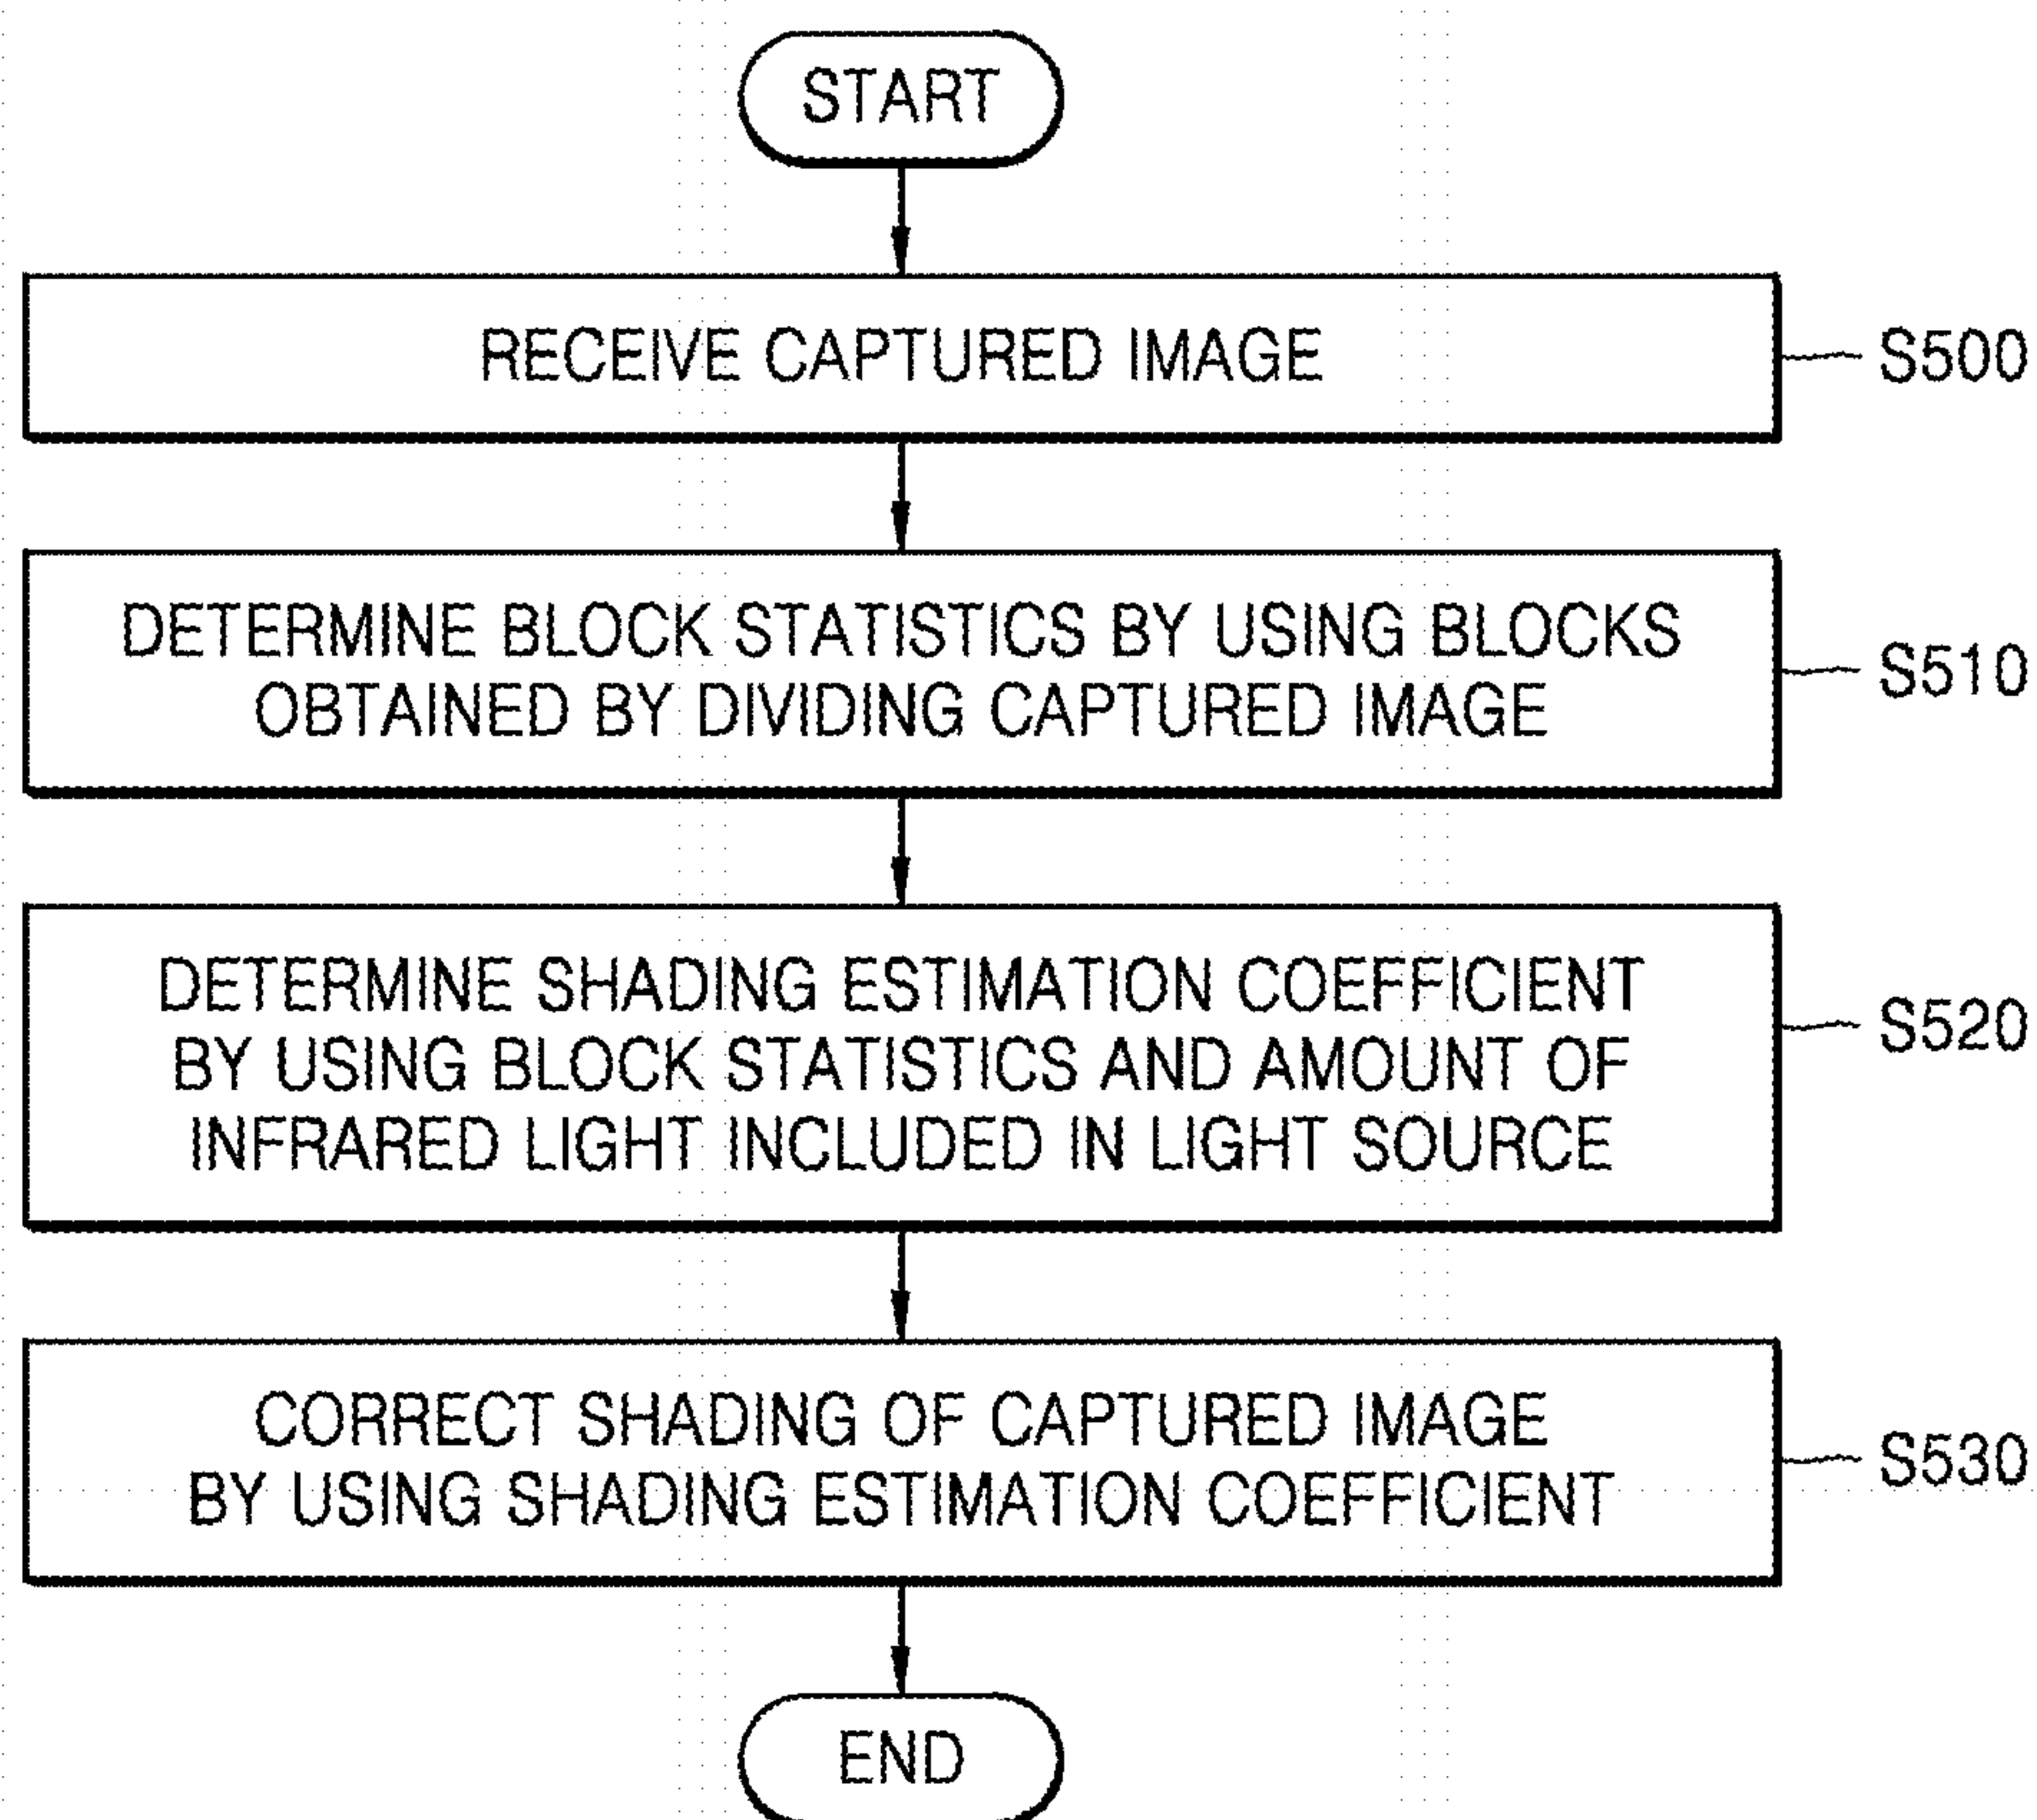 START
RECEIVE CAPTURED IMAGE
S500
DETERMINE BLOCK STATISTICS BY USING BLOCKS
OBTAINED BY DIVIDING CAPTURED IMAGE
S510
DETERMINE SHADING ESTIMATION COEFFICIENT
BY USING BLOCK STATISTICS AND AMOUNT OF
INFRARED LIGHT INCLUDED IN LIGHT SOURCE
S520
CORRECT SHADING OF CAPTURED IMAGE
BY USING SHADING ESTIMATION COEFFICIENT
S530
END